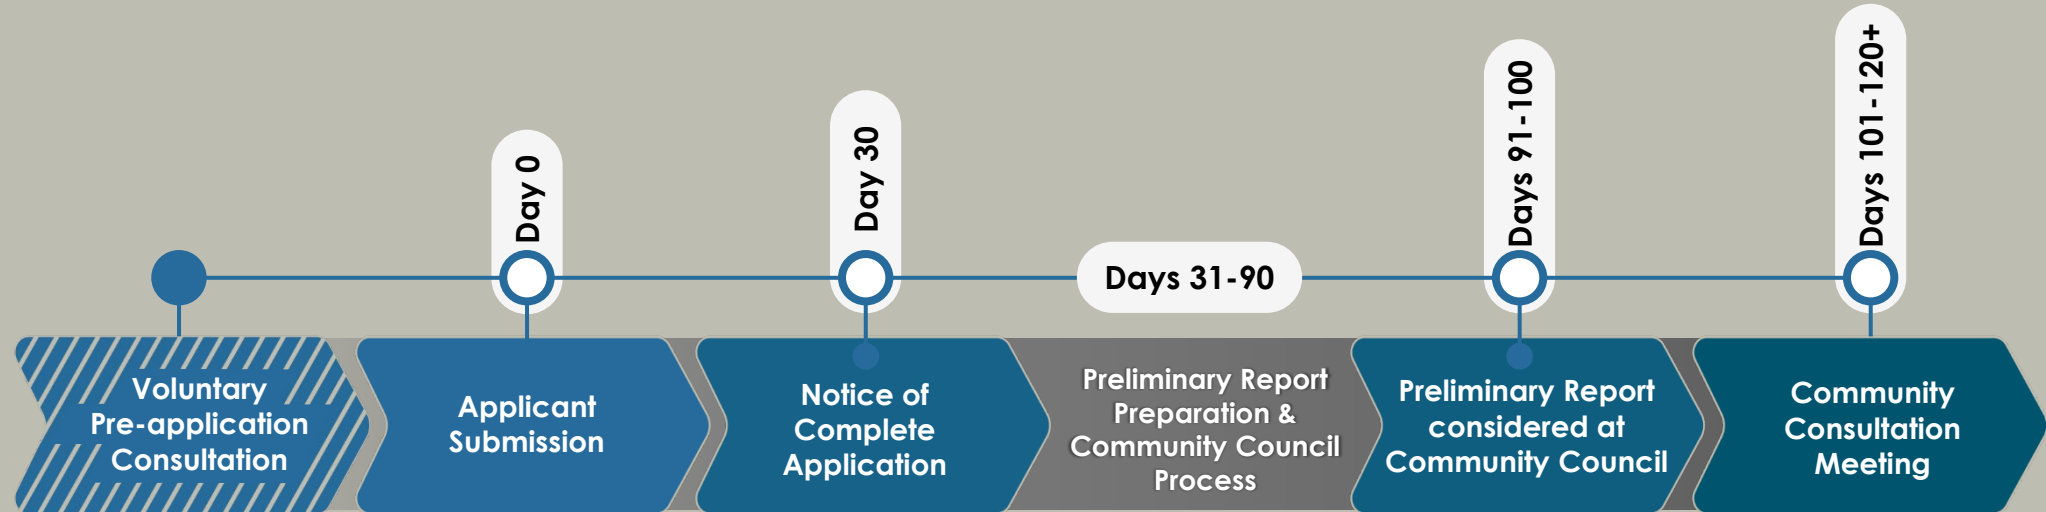 Day 0
Day 30
Days 31-90
Days 91-100
Days 101-120+
Voluntary
Pre-application
Consultation
Applicant
Submission
Notice of
Complete
Application
Preliminary Report
Preparation &
Community Council
Process
Preliminary Report
considered at
Community Council
Community
Consultation
Meeting